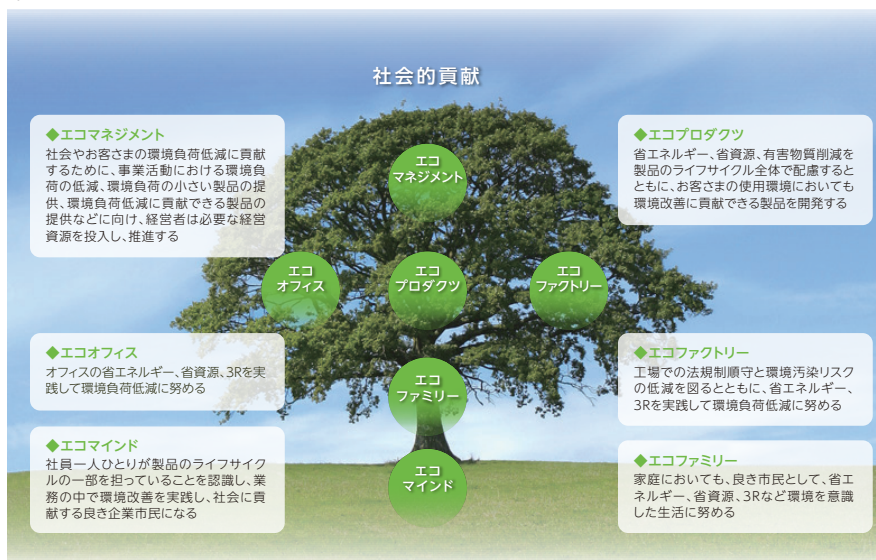 社会的貢献
◆エコマネジメント
社会やお客さまの環境負荷低減に貢献
するために、事業活動における環境負
荷の低減、環境負荷の小さい製品の提
供、環境負荷低減に貢献できる製品の
提供などに向け、経営者は必要な経営
資源を投入し、推進する
◆エコプロダクツ
省エネルギー、省資源、有害物質削減を
製品のライフサイクル全体で配慮すると
ともに、お客さまの使用環境においても
環境改善に貢献できる製品を開発する
エコ
マネジメント
エコ
オフィス
エコ
プロダクツ
エコ
ファクトリー
◆エコオフィス
オフィスの省エネルギー、省資源、3Rを実
践して環境負荷低減に努める
◆エコファクトリー
工場での法規制順守と環境汚染リスク
の低減を図るとともに、省エネルギー、
3Rを実践して環境負荷低減に努める
エコ
ファミリー
◆エコマインド
社員一人ひとりが製品のライフサイク
ルの一部を担っていることを認識し、業
務の中で環境改善を実践し、社会に貢
献する良き企業市民になる
エコ
マインド
◆エコファミリー
家庭においても、良き市民として、省エ
ネルギー、省資源、3Rなど環境を意識
した生活に努める